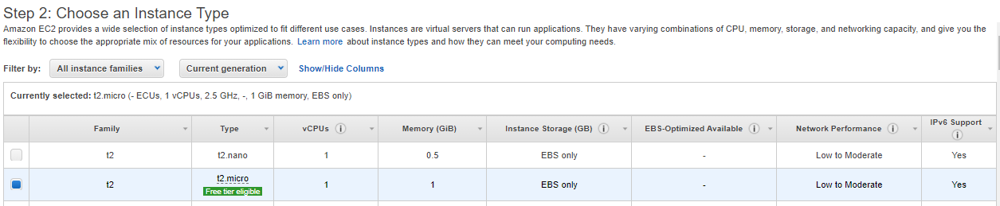 Step 2: Choose an Instance Type
Amazon EC2 provides a wide selection of instance types optimized to fit different use cases. Instances are virtual servers that can run applications. They have varying combinations of CPU, memory, storage, and networking capacity, and give you the
flexibility to choose the appropriate mix of resources for your applications. Learn more about instance types and how they can meet your computing needs.
Filter by: All instance families Current generation Show/Hide Columns
Currently selected: t2.micro (- ECUs, 1 vCPUs, 2.5 GHz, -, 1 GiB memory, EBS only)
Family Type vCPUs Memory (GiB) Instance Storage (GB) EBS-Optimized Available Network Performance IPv6 Support
t2 t2.nano 1 0.5 EBS only - Low to Moderate Yes
t2 t2.micro 1 1 EBS only - Low to Moderate Yes
Free tier eligible